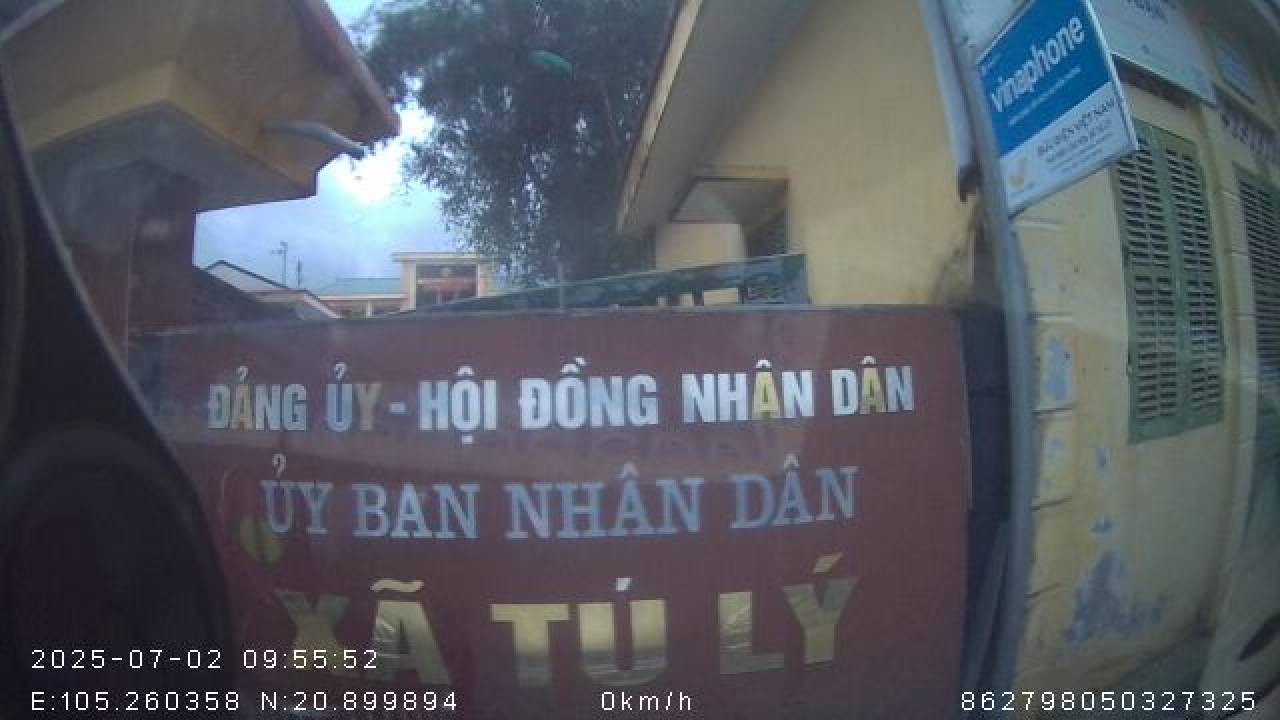 vinaphone
ĐẢNG ỦY - HỘI ĐỒNG NHÂN DÂN
ỦY BAN NHÂN DÂN
XÃ TU LÝ
2025-07-02 09:55:52
E:105.260358 N:20.899894 0km/h 862798050327325